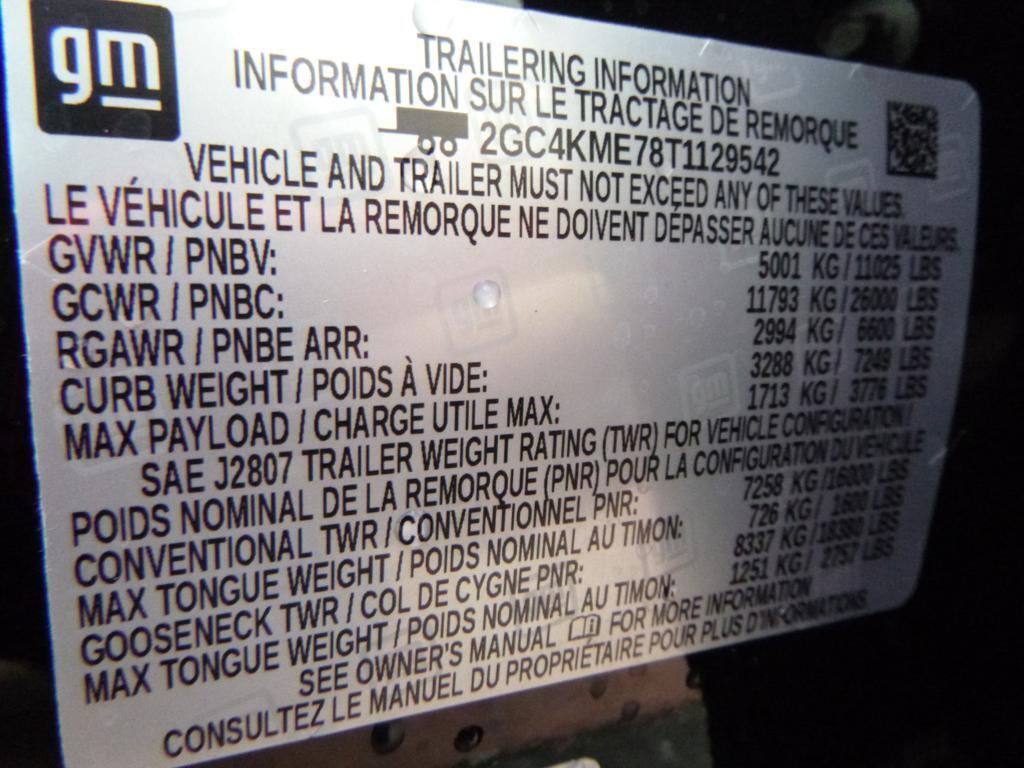 gm
TRAILERING INFORMATION
INFORMATION SUR LE TRACTAGE DE REMORQUE
2GC4KME78T1129542
VEHICLE AND TRAILER MUST NOT EXCEED ANY OF THESE VALUES.
LE VÉHICULE ET LA REMORQUE NE DOIVENT DÉPASSER AUCUNE DE CES VALEURS.
GVWR / PNBV: 5001 KG / 11025 LBS
GCWR / PNBC: 11793 KG / 26000 LBS
RGAWR / PNBE ARR: 2994 KG / 6600 LBS
CURB WEIGHT / POIDS À VIDE: 3288 KG / 7249 LBS
MAX PAYLOAD / CHARGE UTILE MAX: 1713 KG / 3776 LBS
SAE J2807 TRAILER WEIGHT RATING (TWR) FOR VEHICLE CONFIGURATION /
POIDS NOMINAL DE LA REMORQUE (PNR) POUR LA CONFIGURATION DU VÉHICULE
CONVENTIONAL TWR / CONVENTIONNEL PNR: 7258 KG / 16000 LBS
MAX TONGUE WEIGHT / POIDS NOMINAL AU TIMON: 726 KG / 1600 LBS
GOOSENECK TWR / COL DE CYGNE PNR: 8337 KG / 18380 LBS
MAX TONGUE WEIGHT / POIDS NOMINAL AU TIMON: 1251 KG / 2757 LBS
SEE OWNER'S MANUAL FOR MORE INFORMATION
CONSULTEZ LE MANUEL DU PROPRIÉTAIRE POUR PLUS D'INFORMATIONS.